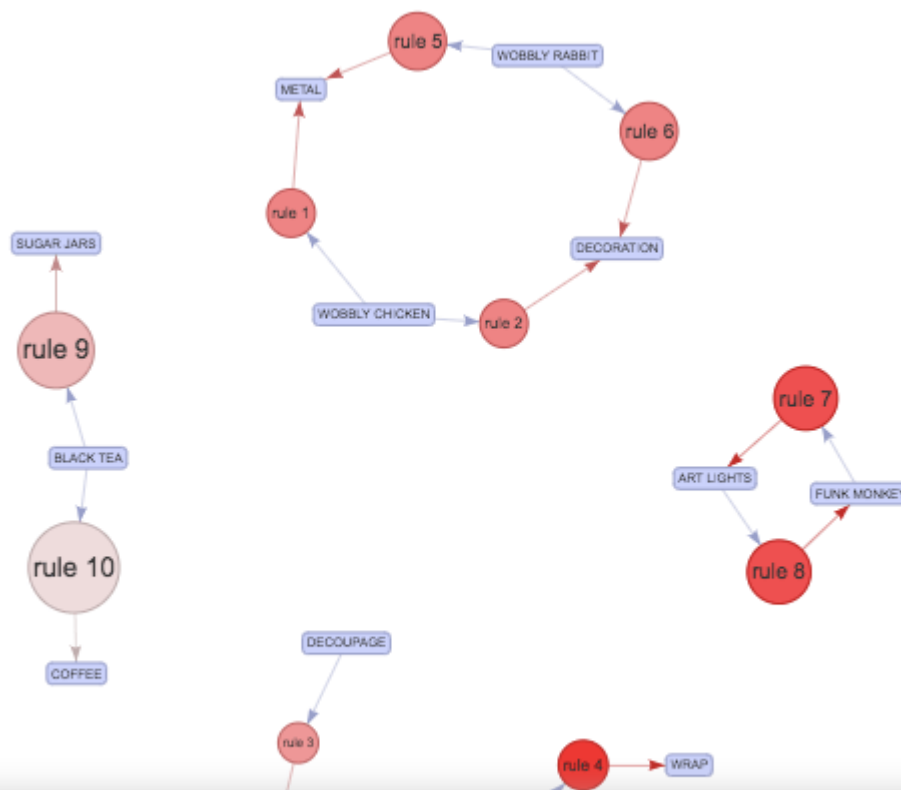 rule 5
WOBBLY RABBIT
METAL
rule 6
rule 1
SUGAR JARS
DECORATION
WOBBLY CHICKEN
rule 2
rule 9
rule 7
BLACK TEA
ART LIGHTS
FUNK MONKEY
rule 10
rule 8
DECOUPAGE
COFFEE
rule 3
rule 4
WRAP